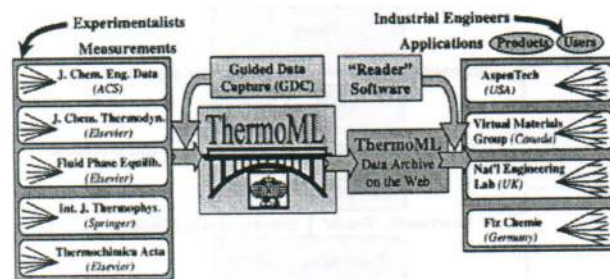 Experimentalists
Measurements
J. Chem. Eng. Data
(ACS)
J. Chem. Thermodyn.
(Elsevier)
Fluid Phase Equilib.
(Elsevier)
Int. J. Thermophys.
(Springer)
Thermochimica Acta
(Elsevier)
Guided Data
Capture (GDC)
ThermoML
"Reader"
Software
ThermoML
Data Archive
on the Web
Industrial Engineers
Applications Products Users
AspenTech
(USA)
Virtual Materials
Group (Canada)
Nat'l Engineering
Lab (UK)
Fiz Chemie
(Germany)